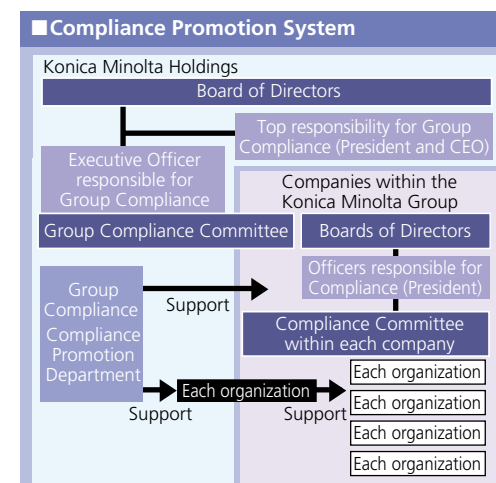 ■Compliance Promotion System
Konica Minolta Holdings
Board of Directors
Top responsibility for Group
Compliance (President and CEO)
Executive Officer
responsible for
Group Compliance
Group Compliance Committee
Companies within the
Konica Minolta Group
Boards of Directors
Officers responsible for
Compliance (President)
Compliance Committee
within each company
Group
Compliance
Compliance
Promotion
Department
Support
Support
Each organization
Support
Each organization
Each organization
Each organization
Each organization